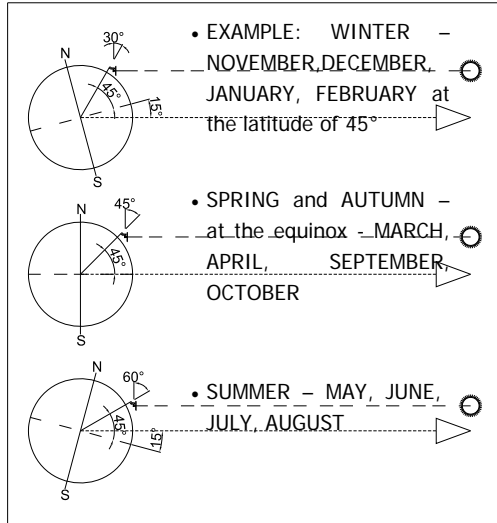 30°
N
45°
15°
S
• EXAMPLE: WINTER –
NOVEMBER,DECEMBER,
JANUARY, FEBRUARY at
the latitude of 45°
N
45°
45°
S
• SPRING and AUTUMN –
at the equinox - MARCH,
APRIL, SEPTEMBER,
OCTOBER
N
60°
45°
15°
S
• SUMMER – MAY, JUNE,
JULY, AUGUST